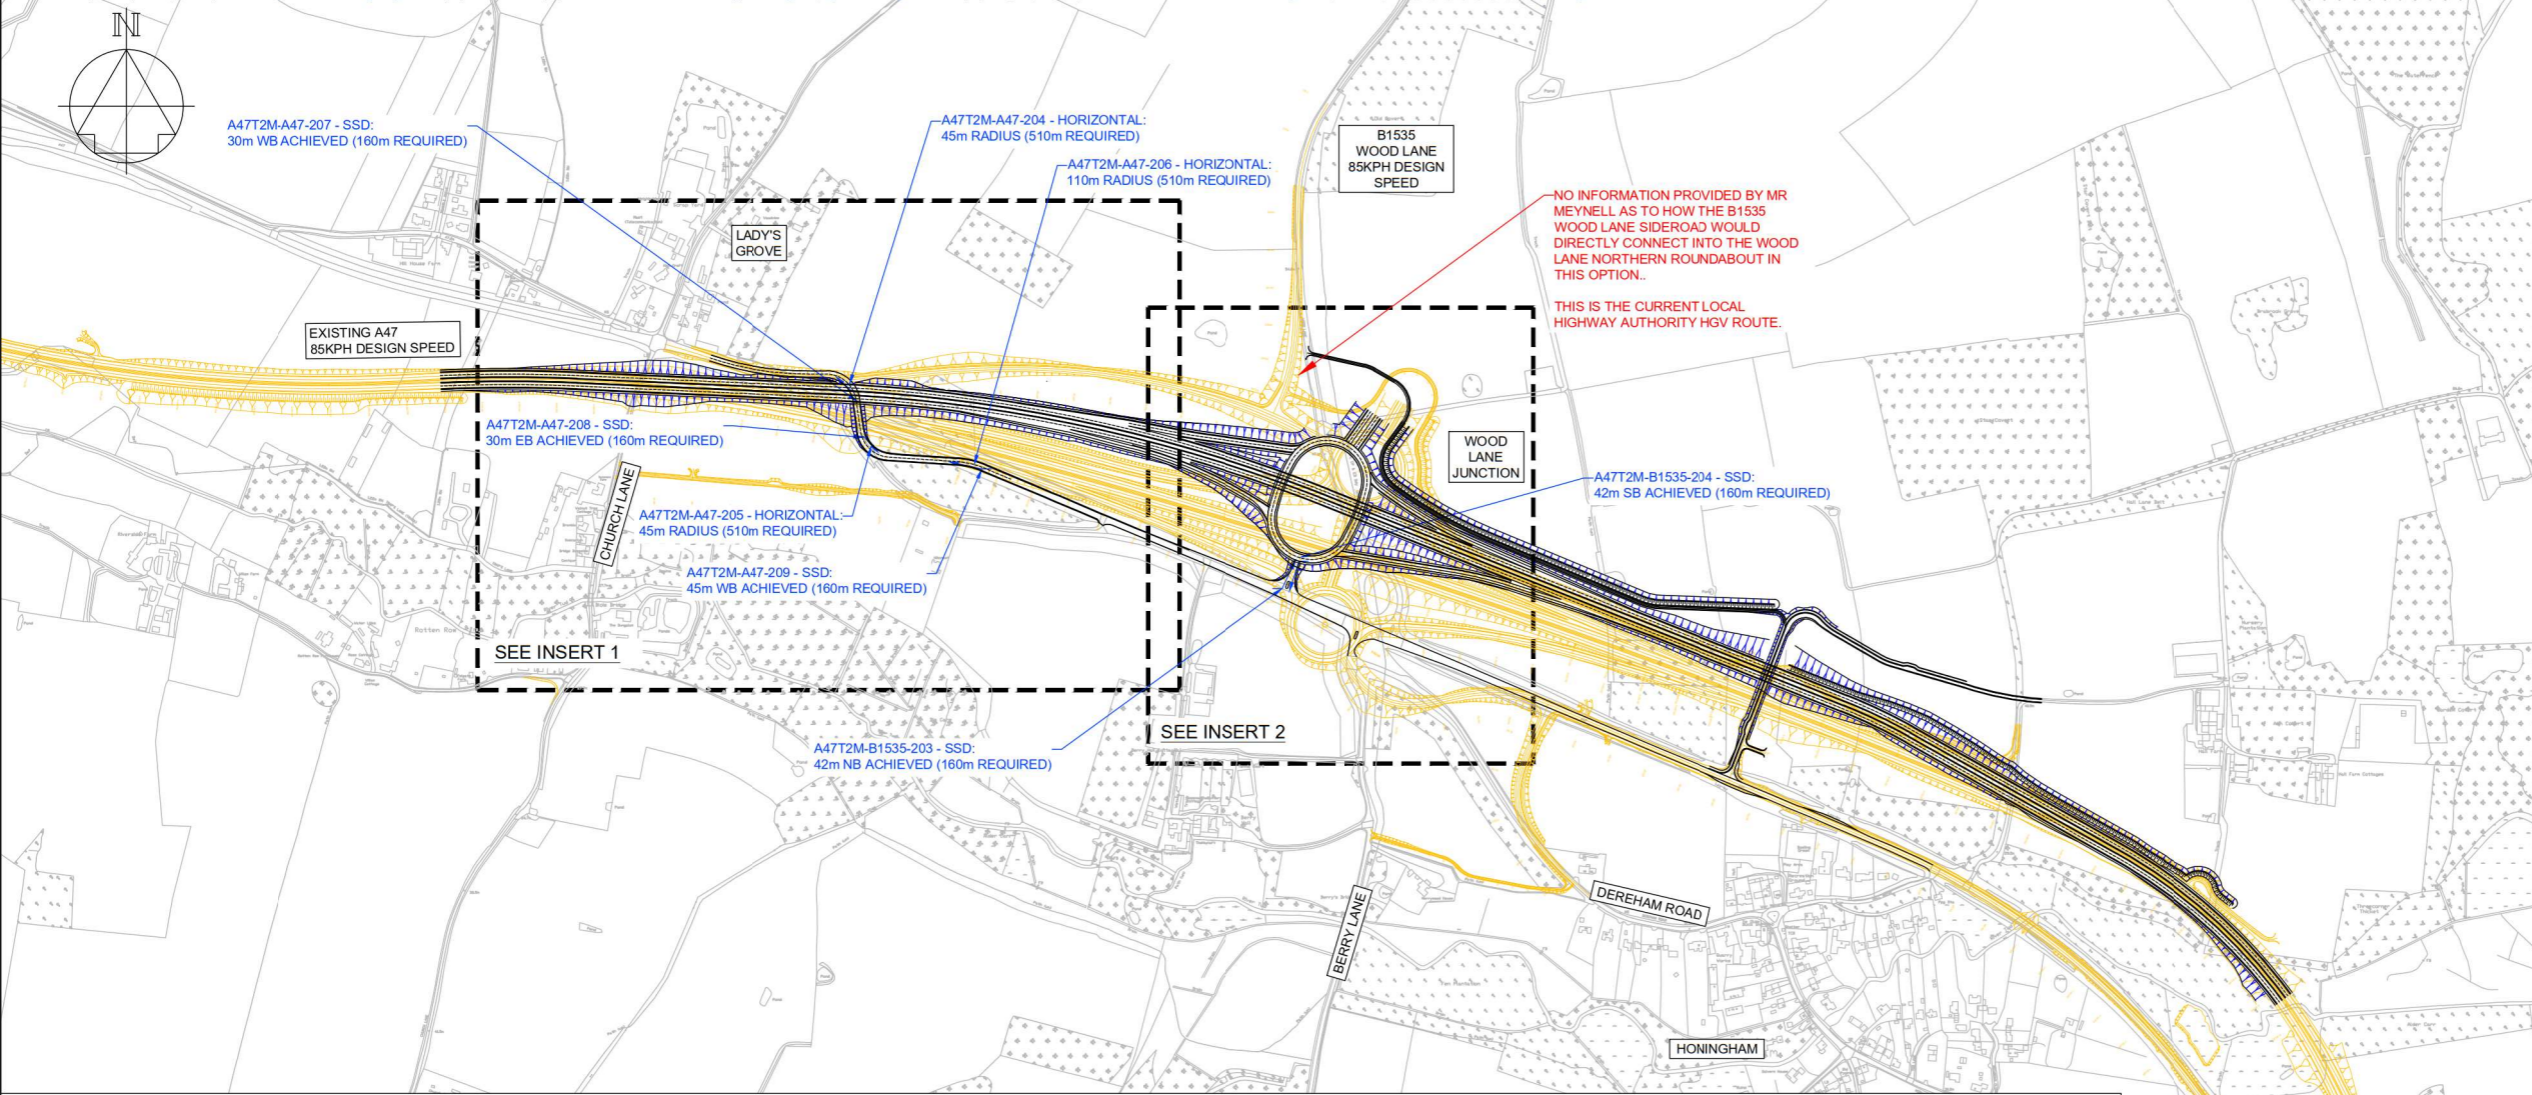 N
A47T2M-A47-207 - SSD:
30m WB ACHIEVED (160m REQUIRED)
A47T2M-A47-204 - HORIZONTAL:
45m RADIUS (510m REQUIRED)
A47T2M-A47-206 - HORIZONTAL:
110m RADIUS (510m REQUIRED)
B1535
WOOD LANE
85KPH DESIGN
SPEED
NO INFORMATION PROVIDED BY MR
MEYNELL AS TO HOW THE B1535
WOOD LANE SIDEROAD WOULD
DIRECTLY CONNECT INTO THE WOOD
LANE NORTHERN ROUNDABOUT IN
THIS OPTION..
THIS IS THE CURRENT LOCAL
HIGHWAY AUTHORITY HGV ROUTE.
LADY'S
GROVE
EXISTING A47
85KPH DESIGN SPEED
A47T2M-A47-208 - SSD:
30m EB ACHIEVED (160m REQUIRED)
WOOD
LANE
JUNCTION
CHURCH LANE
A47T2M-A47-205 - HORIZONTAL:
45m RADIUS (510m REQUIRED)
A47T2M-B1535-204 - SSD:
42m SB ACHIEVED (160m REQUIRED)
A47T2M-A47-209 - SSD:
45m WB ACHIEVED (160m REQUIRED)
Rotten Row
SEE INSERT 1
SEE INSERT 2
A47T2M-B1535-203 - SSD:
42m NB ACHIEVED (160m REQUIRED)
BERRY LANE
DEREHAM ROAD
HONINGHAM